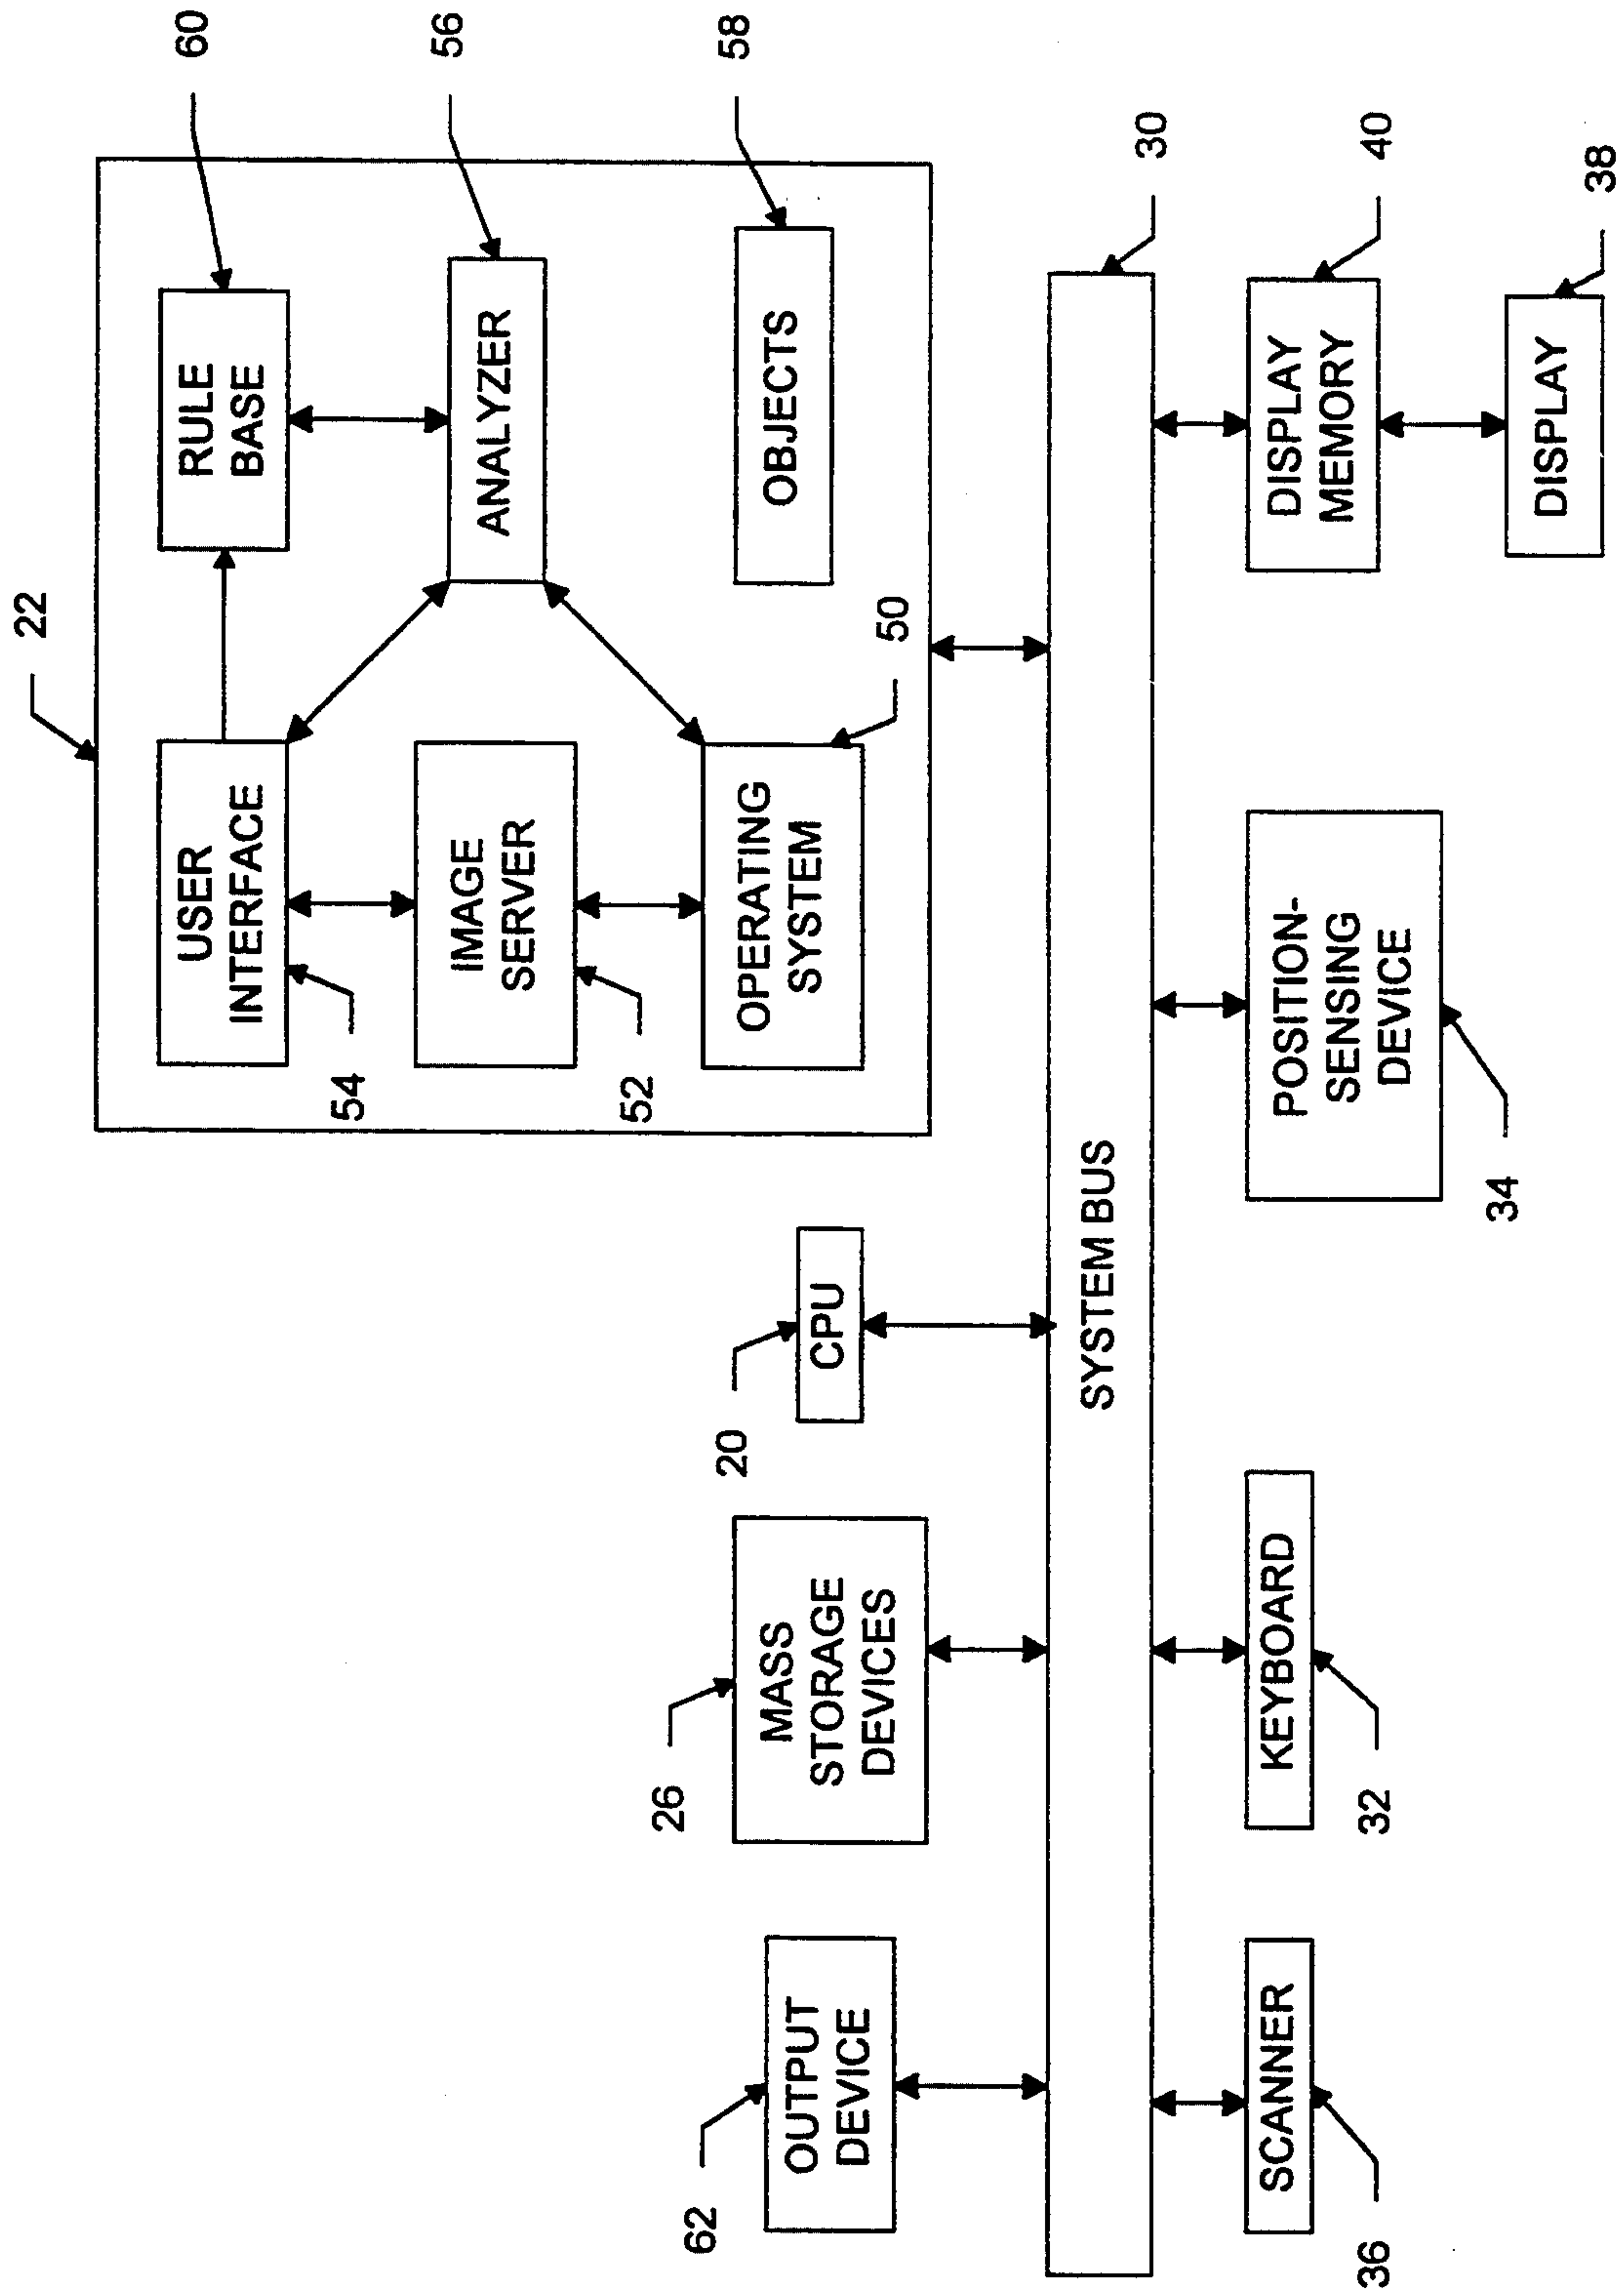 22
60
USER
INTERFACE
RULE
BASE
54
56
IMAGE
SERVER
ANALYZER
52
50
58
OPERATING
SYSTEM
OBJECTS
62
OUTPUT
DEVICE
26
MASS
STORAGE
DEVICES
20
CPU
SYSTEM BUS
30
SCANNER
36
KEYBOARD
32
POSITION-
SENSING
DEVICE
34
DISPLAY
MEMORY
40
DISPLAY
38